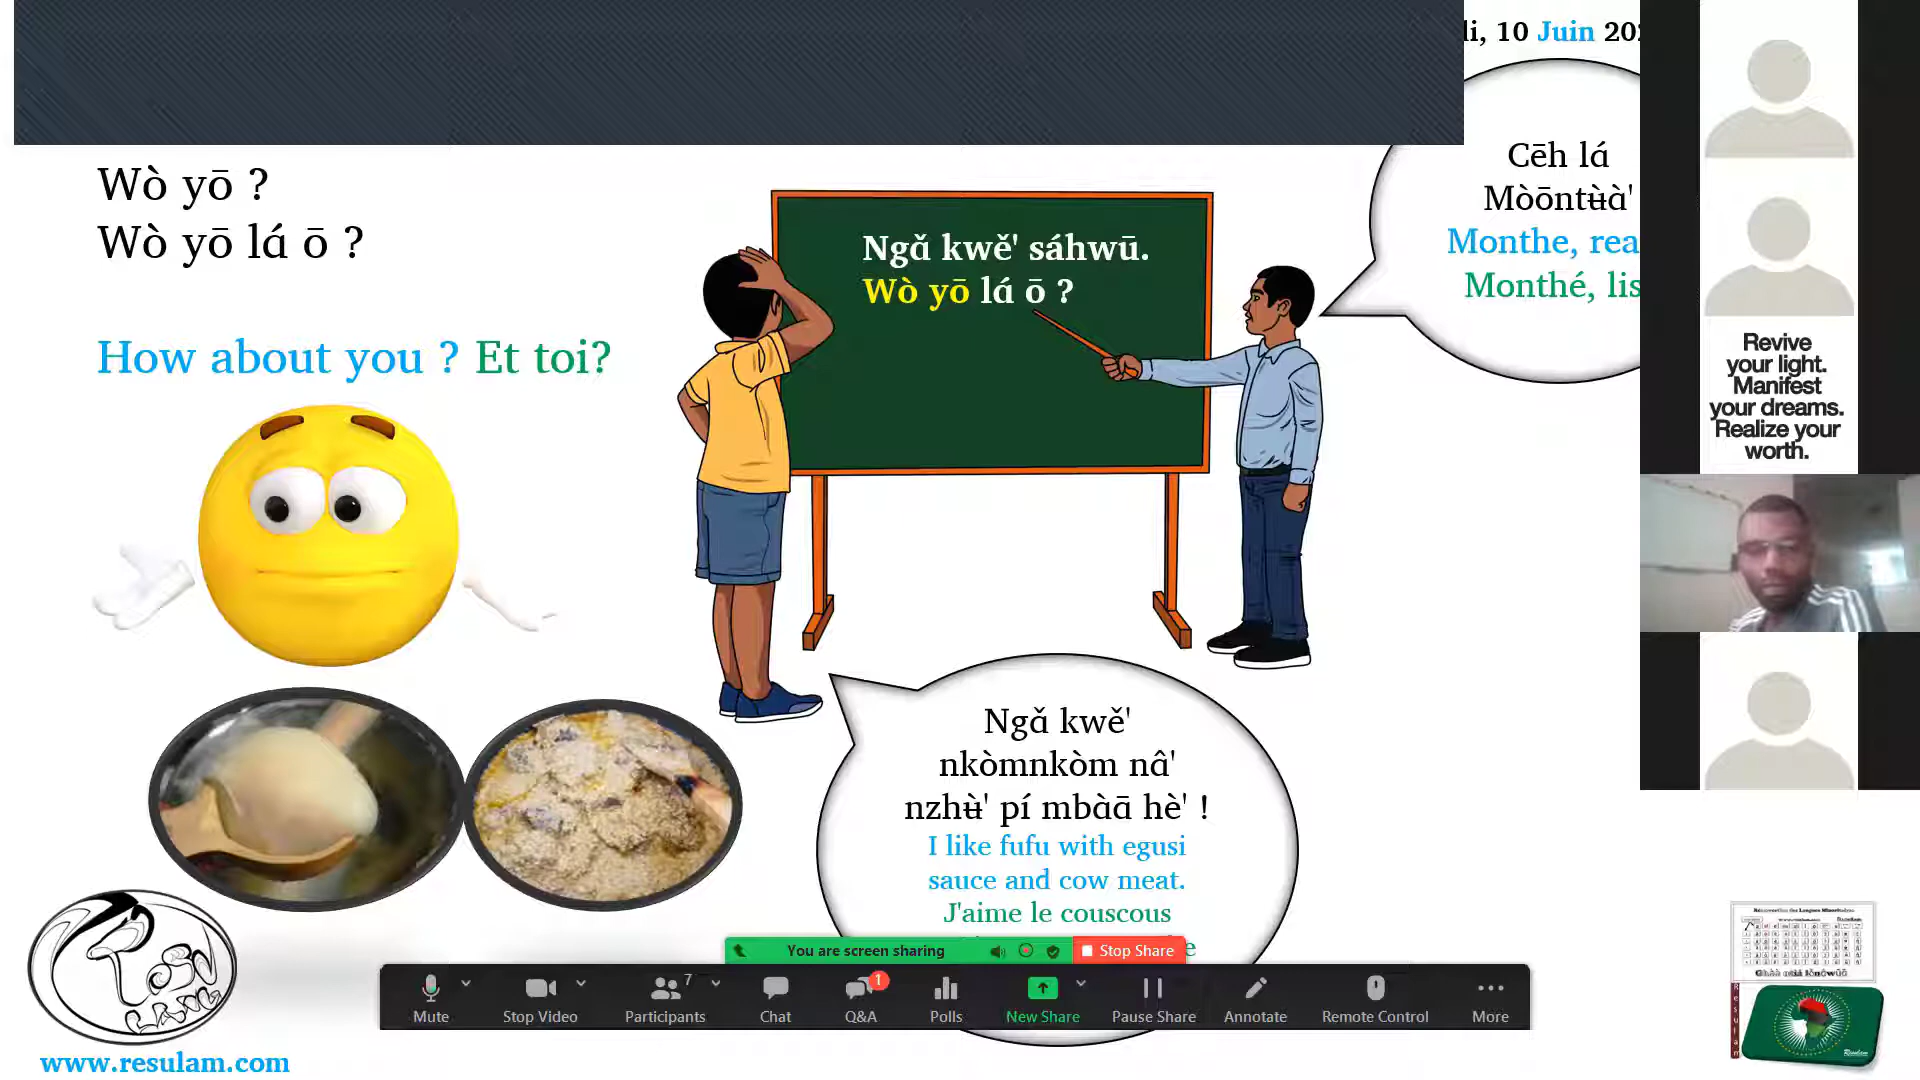 li, 10 Juin 20
Wò yō ?
Wò yō lá ō ?
How about you ? Et toi?
Ngǎ kwě' sáhwū.
Wò yō lá ō ?
Cēh lá
Mòōntʉ̀à'
Monthe, rea
Monthé, lis
Ngǎ kwě'
nkòmnkòm nâ'
nzhʉ̀' pí mbàā hè' !
I like fufu with egusi
sauce and cow meat.
J'aime le couscous
Revive
your light.
Manifest
your dreams.
Realize your
worth.
You are screen sharing
Stop Share
Mute
Stop Video
Participants
7
Chat
Q&A
1
Polls
New Share
Pause Share
Annotate
Remote Control
More
www.resulam.com
Resulam